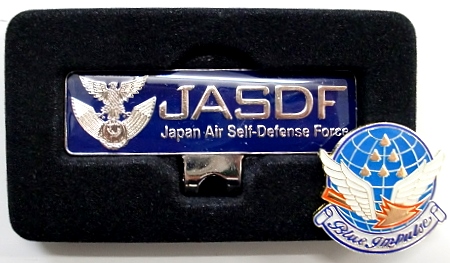 JASDF
Japan Air Self-Defense Force
Blue Impulse